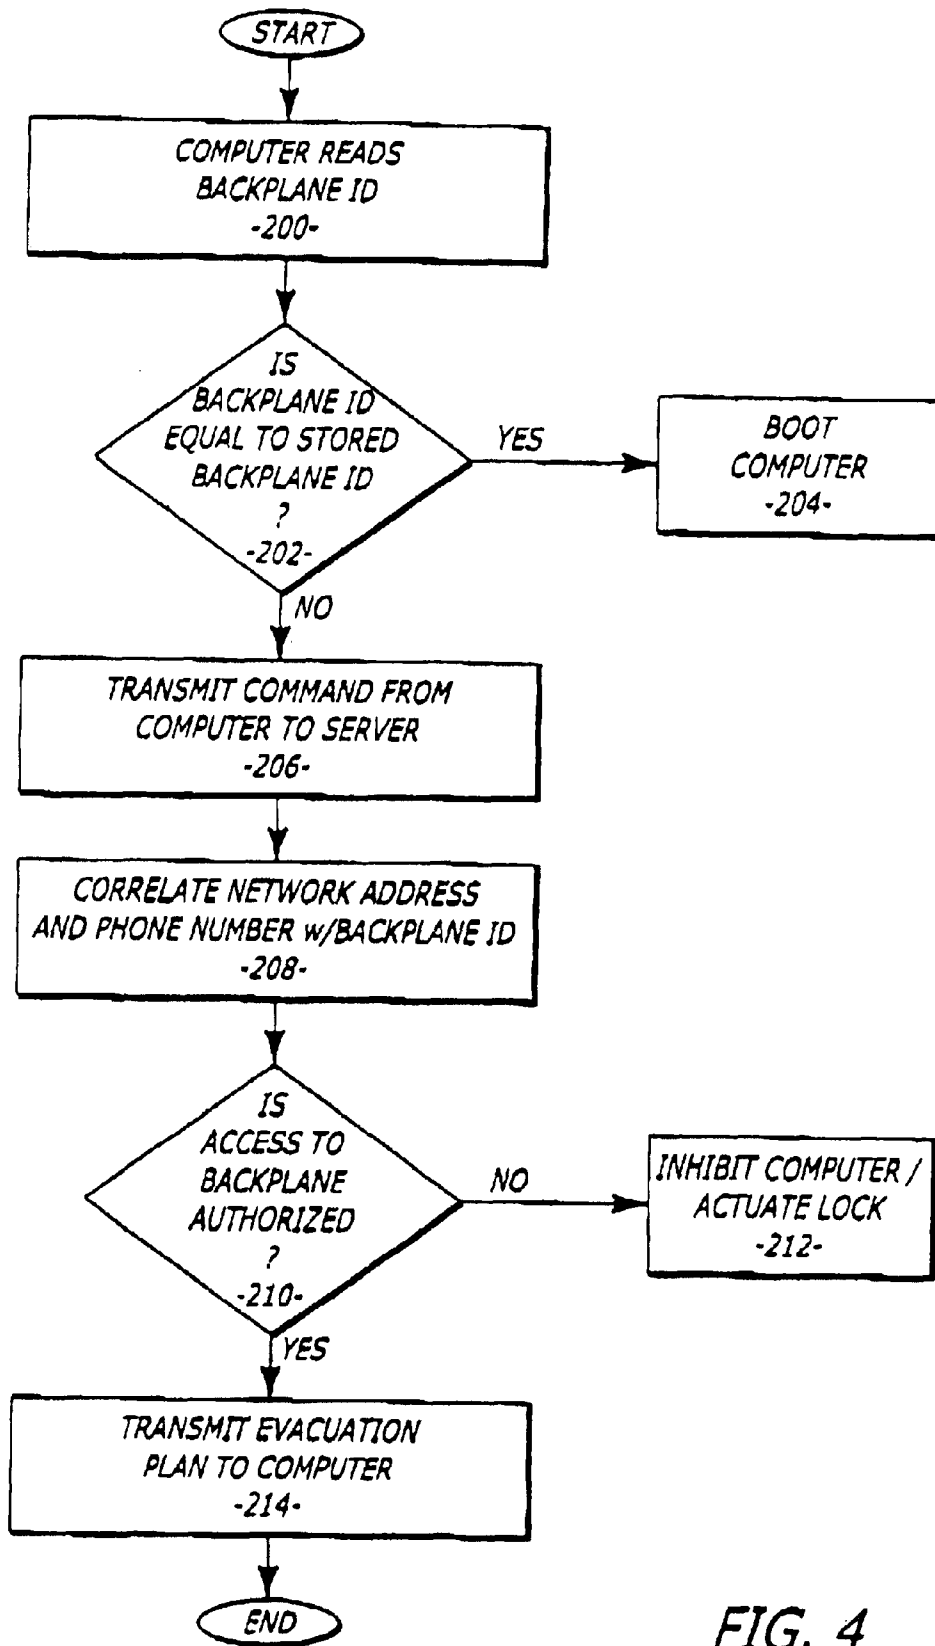 START
COMPUTER READS
BACKPLANE ID
-200-
IS
BACKPLANE ID
EQUAL TO STORED
BACKPLANE ID
?
-202-
YES
BOOT
COMPUTER
-204-
NO
TRANSMIT COMMAND FROM
COMPUTER TO SERVER
-206-
CORRELATE NETWORK ADDRESS
AND PHONE NUMBER w/BACKPLANE ID
-208-
IS
ACCESS TO
BACKPLANE
AUTHORIZED
?
-210-
NO
INHIBIT COMPUTER /
ACTUATE LOCK
-212-
YES
TRANSMIT EVACUATION
PLAN TO COMPUTER
-214-
END
FIG. 4